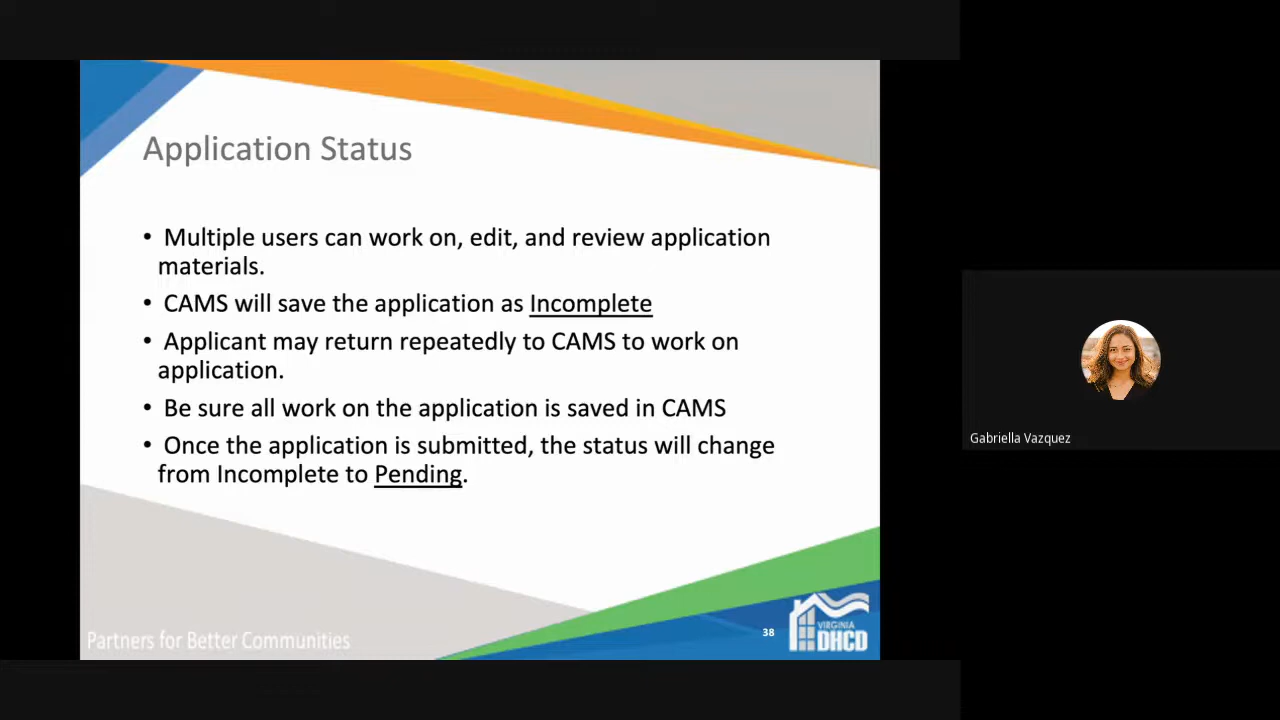 Application Status
• Multiple users can work on, edit, and review application
materials.
• CAMS will save the application as Incomplete
• Applicant may return repeatedly to CAMS to work on
application.
• Be sure all work on the application is saved in CAMS
• Once the application is submitted, the status will change
from Incomplete to Pending.
Partners for Better Communities
38
VIRGINIA
DHCD
Gabriella Vazquez